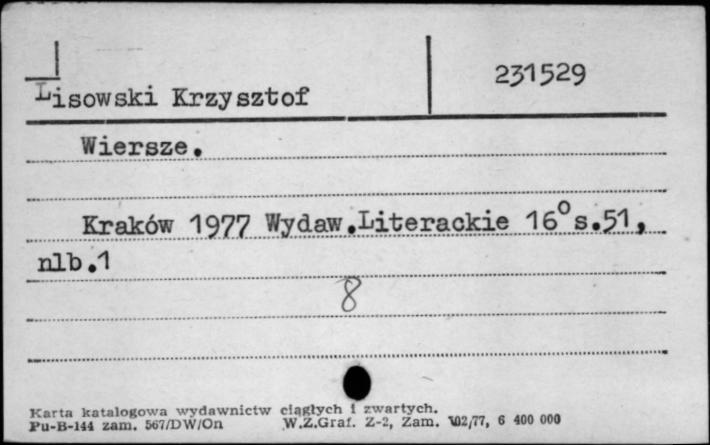 Lisowski Krzysztof
231529
Wiersze.
Kraków 1977 Wydaw.Literackie 16° s.51,
nlb.1
8
Karta katalogowa wydawnictw ciągłych i zwartych.
Pu-B-144 zam. 567/DW/On W.Z.Graf. Z-2, Zam. 102/77, 6 400 000